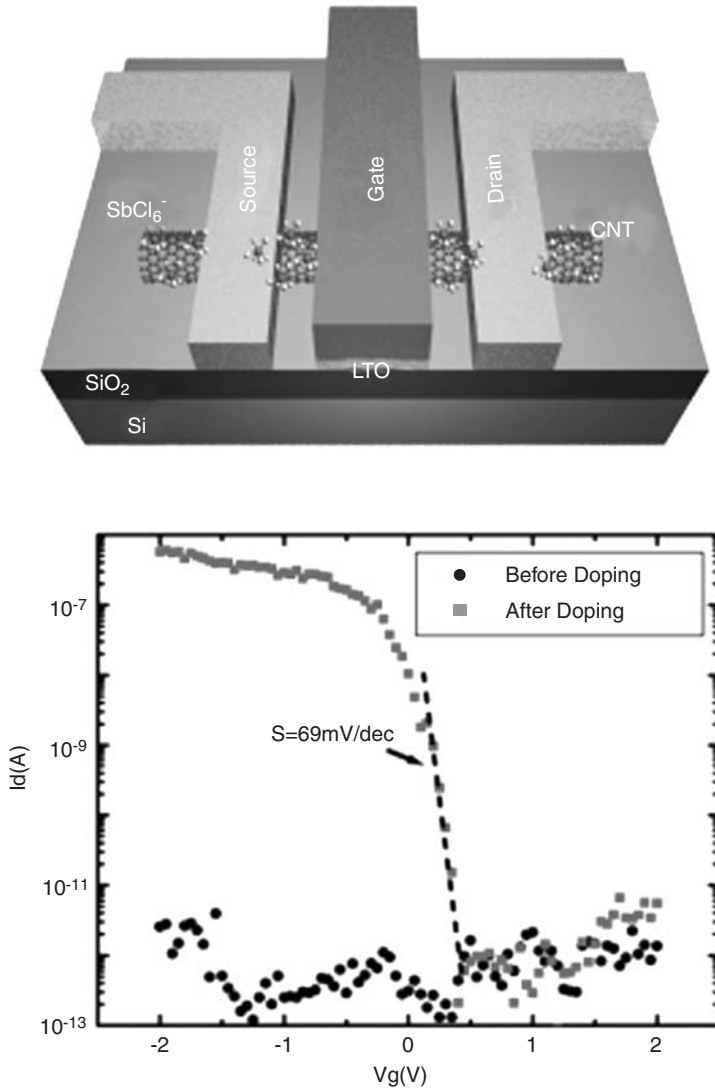 SbCl₆⁻
Source
Gate
Drain
CNT
LTO
SiO₂
Si
Before Doping
After Doping
S=69mV/dec
Id(A)
10⁻⁷
10⁻⁹
10⁻¹¹
10⁻¹³
-2
-1
0
1
2
Vg(V)